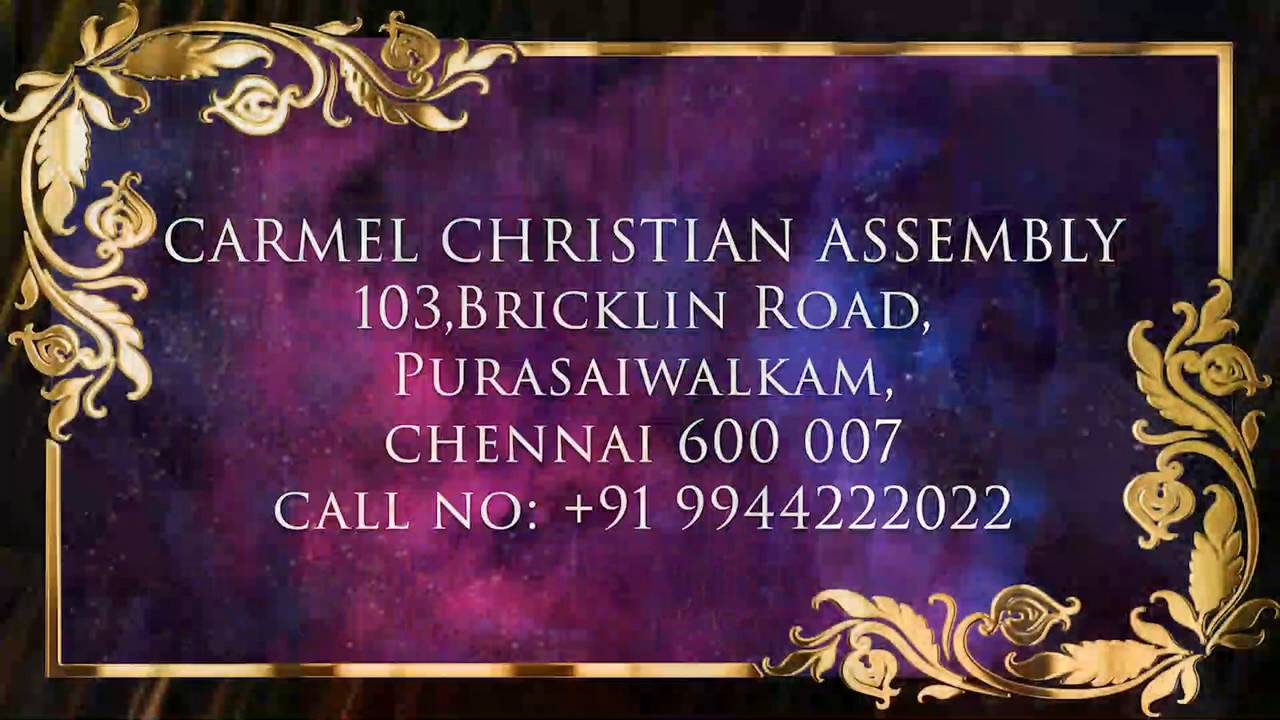 CARMEL CHRISTIAN ASSEMBLY
103,BRICKLIN ROAD,
PURASAIWALKAM,
CHENNAI 600 007
CALL NO: +91 9944222022